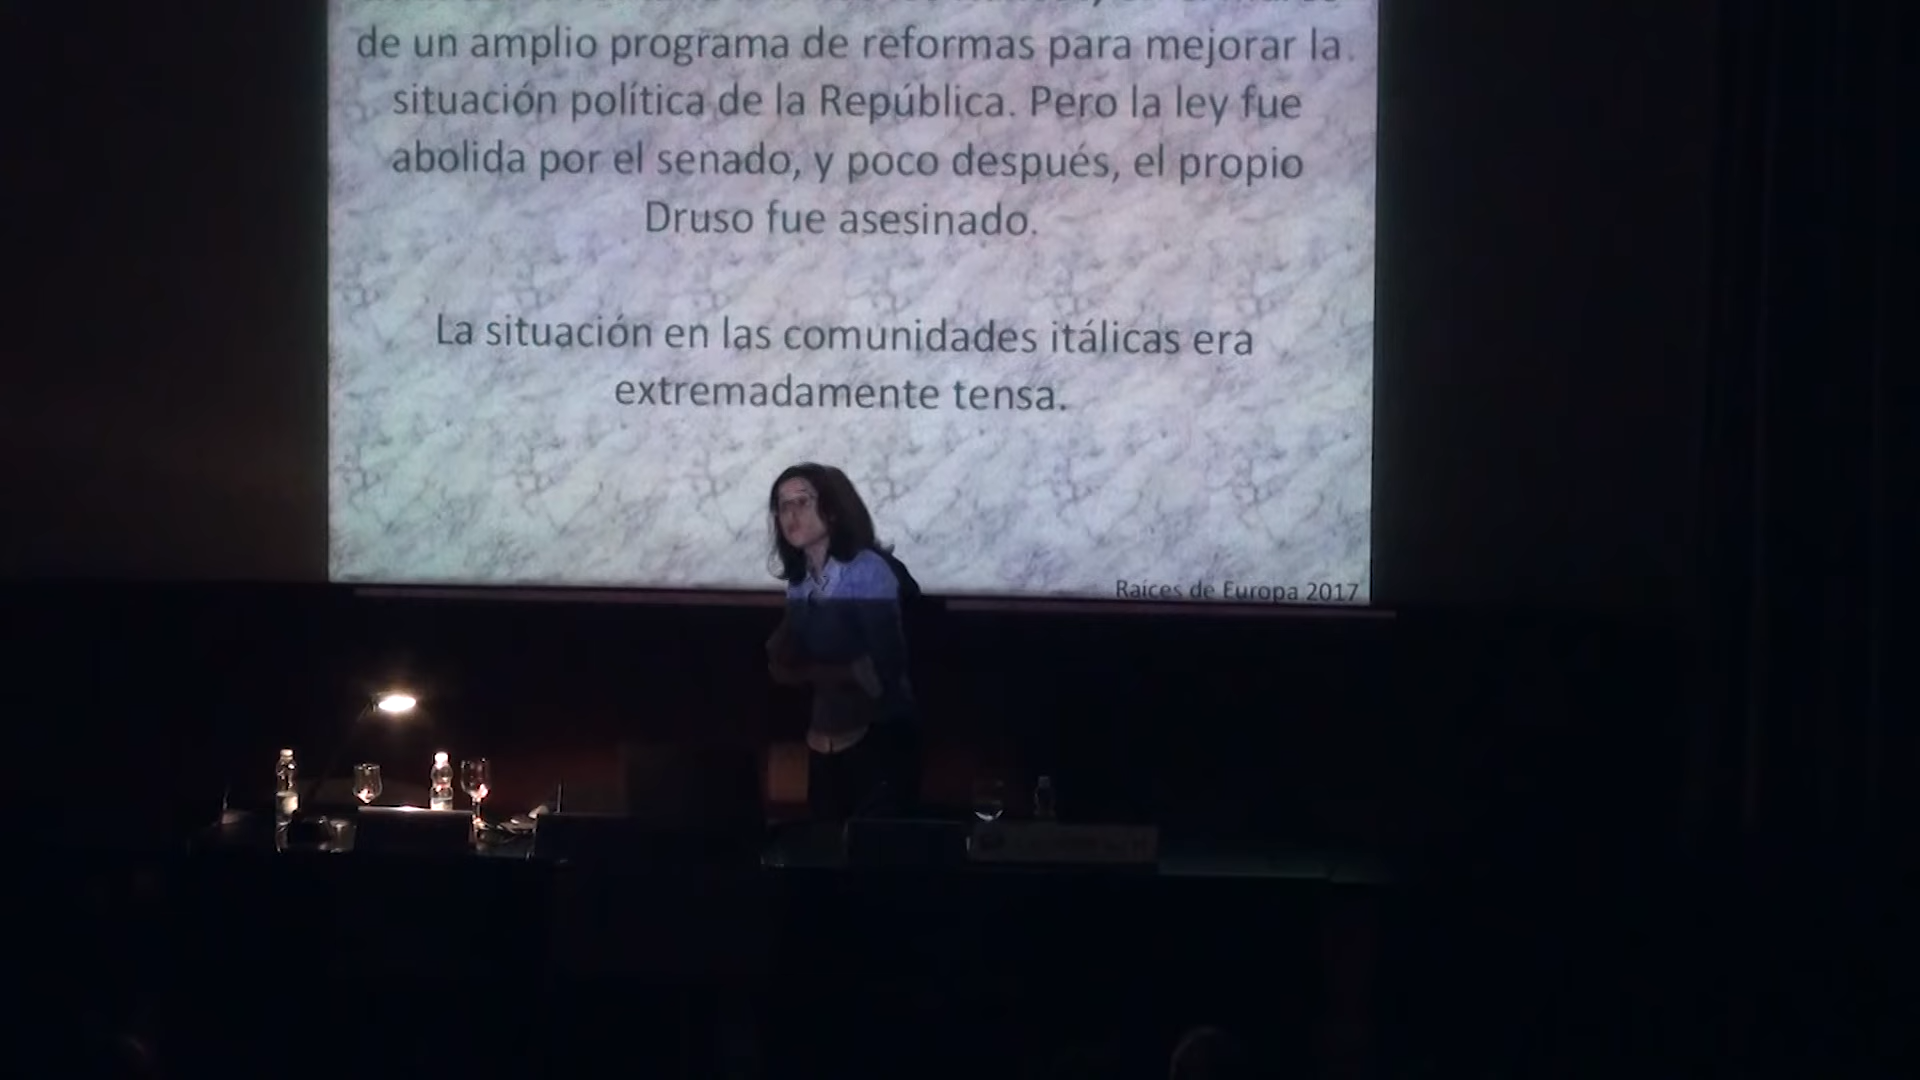 de un amplio programa de reformas para mejorar la
situación política de la República. Pero la ley fue
abolida por el senado, y poco después, el propio
Druso fue asesinado.
La situación en las comunidades itálicas era
extremadamente tensa.
Raíces de Europa 2017